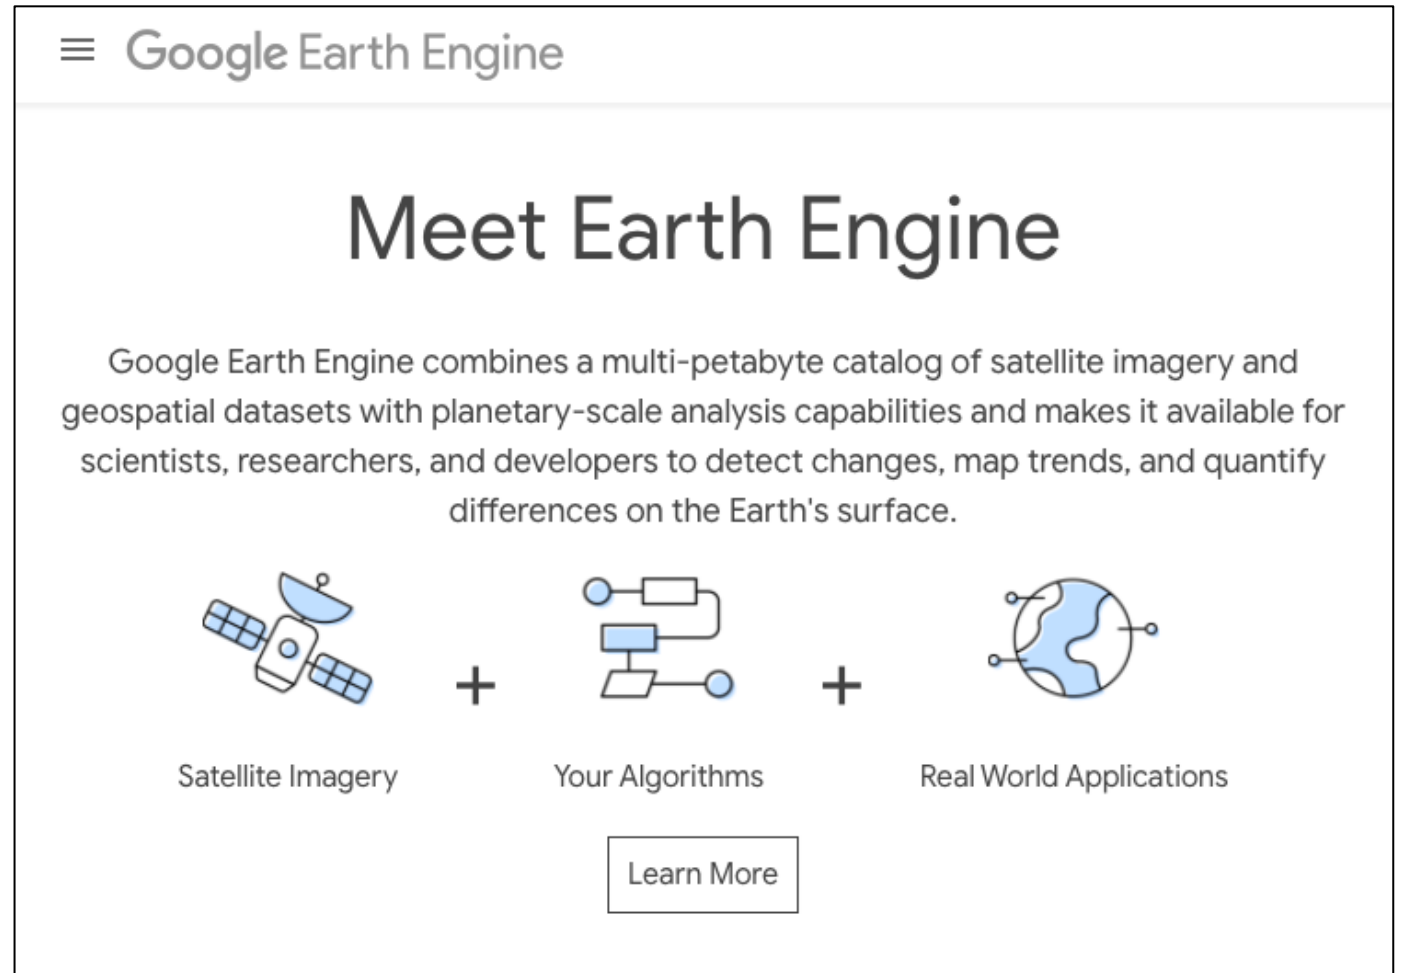 Google Earth Engine
Meet Earth Engine
Google Earth Engine combines a multi-petabyte catalog of satellite imagery and
geospatial datasets with planetary-scale analysis capabilities and makes it available for
scientists, researchers, and developers to detect changes, map trends, and quantify
differences on the Earth's surface.
+ +
Satellite Imagery Your Algorithms Real World Applications
Learn More